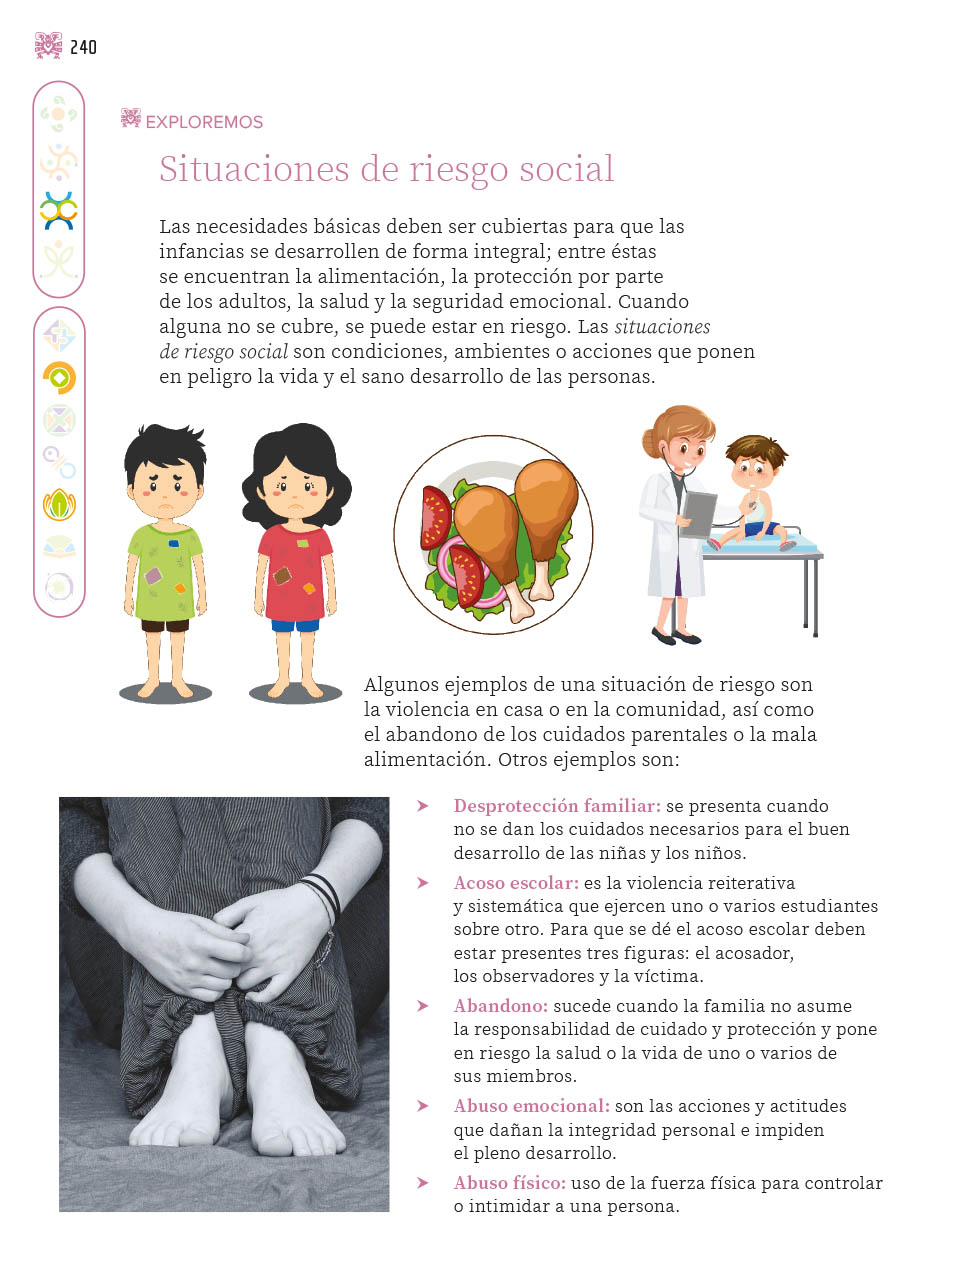 240
EXPLOREMOS
Situaciones de riesgo social
Las necesidades básicas deben ser cubiertas para que las
infancias se desarrollen de forma integral; entre éstas
se encuentran la alimentación, la protección por parte
de los adultos, la salud y la seguridad emocional. Cuando
alguna no se cubre, se puede estar en riesgo. Las situaciones
de riesgo social son condiciones, ambientes o acciones que ponen
en peligro la vida y el sano desarrollo de las personas.
Algunos ejemplos de una situación de riesgo son
la violencia en casa o en la comunidad, así como
el abandono de los cuidados parentales o la mala
alimentación. Otros ejemplos son:
➤ Desprotección familiar: se presenta cuando
no se dan los cuidados necesarios para el buen
desarrollo de las niñas y los niños.
➤ Acoso escolar: es la violencia reiterativa
y sistemática que ejercen uno o varios estudiantes
sobre otro. Para que se dé el acoso escolar deben
estar presentes tres figuras: el acosador,
los observadores y la víctima.
➤ Abandono: sucede cuando la familia no asume
la responsabilidad de cuidado y protección y pone
en riesgo la salud o la vida de uno o varios de
sus miembros.
➤ Abuso emocional: son las acciones y actitudes
que dañan la integridad personal e impiden
el pleno desarrollo.
➤ Abuso físico: uso de la fuerza física para controlar
o intimidar a una persona.